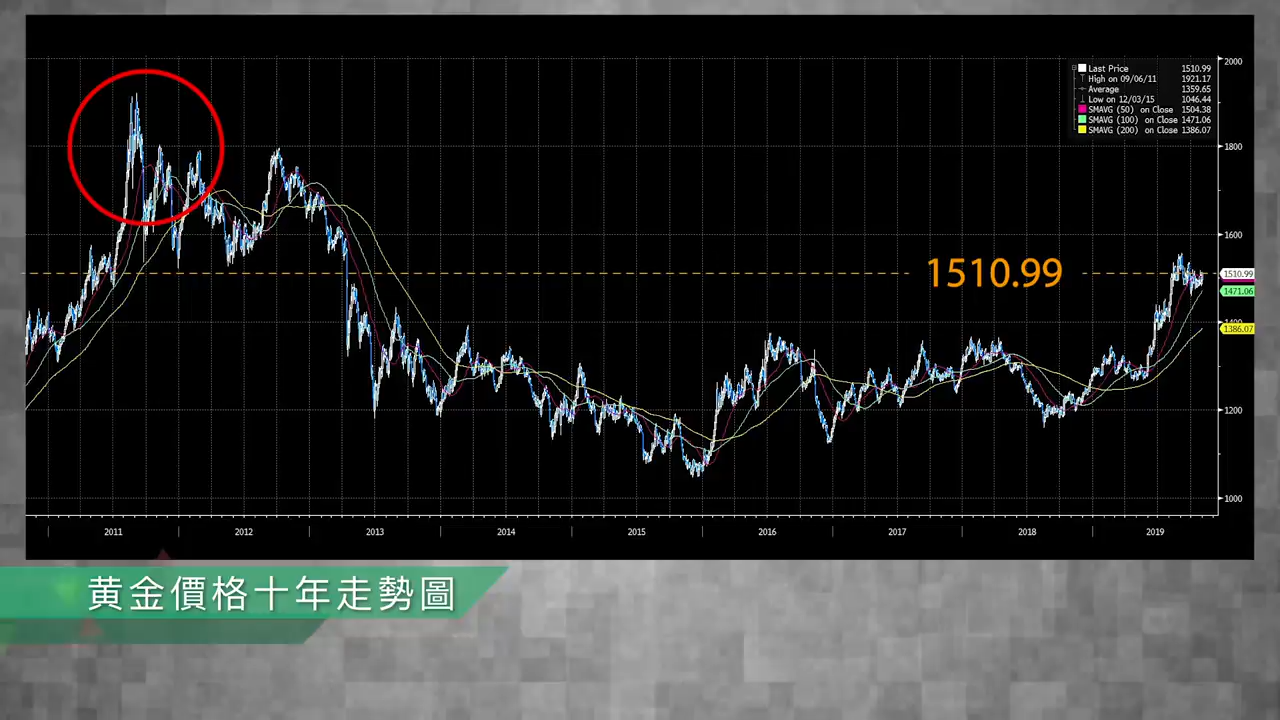 Last Price 1510.99
High on 09/06/11 1921.17
Average 1359.65
Low on 12/03/15 1046.44
SMAVG (50) on Close 1504.38
SMAVG (100) on Close 1471.06
SMAVG (200) on Close 1386.07
2000
1800
1600
1510.99
1510.99
1471.06
1400
1386.07
1200
1000
2011 2012 2013 2014 2015 2016 2017 2018 2019
黄金價格十年走勢圖